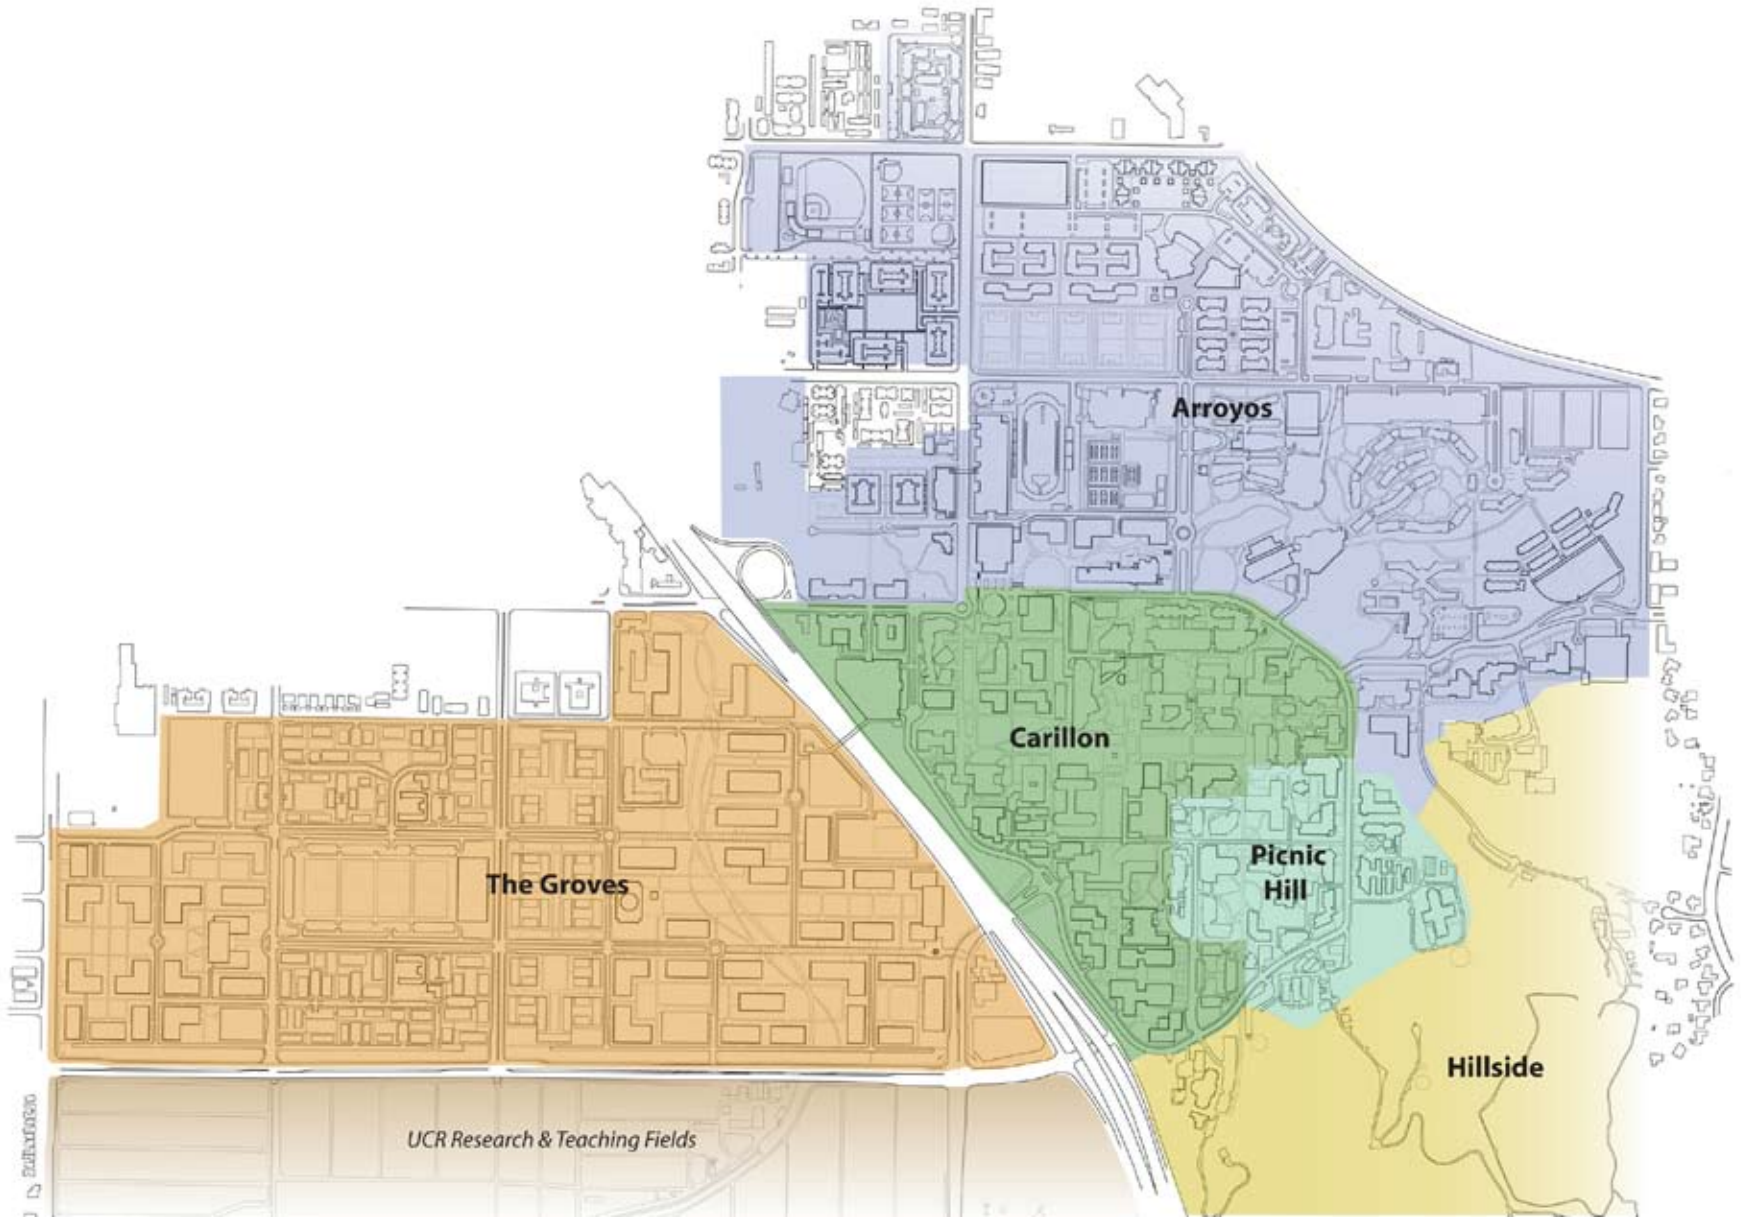 Arroyos
Carillon
Picnic
Hill
The Groves
Hillside
UCR Research & Teaching Fields